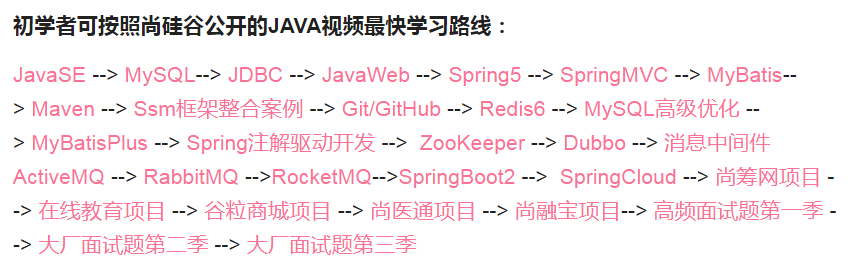 初学者可按照尚硅谷公开的JAVA视频最快学习路线：
JavaSE --> MySQL--> JDBC --> JavaWeb --> Spring5 --> SpringMVC --> MyBatis--
> Maven --> Ssm框架整合案例 --> Git/GitHub --> Redis6 --> MySQL高级优化 --
> MyBatisPlus --> Spring注解驱动开发 --> ZooKeeper --> Dubbo --> 消息中间件
ActiveMQ --> RabbitMQ -->RocketMQ-->SpringBoot2 --> SpringCloud --> 尚筹网项目 -
-> 在线教育项目 --> 谷粒商城项目 --> 尚医通项目 --> 尚融宝项目--> 高频面试题第一季 -
-> 大厂面试题第二季 --> 大厂面试题第三季